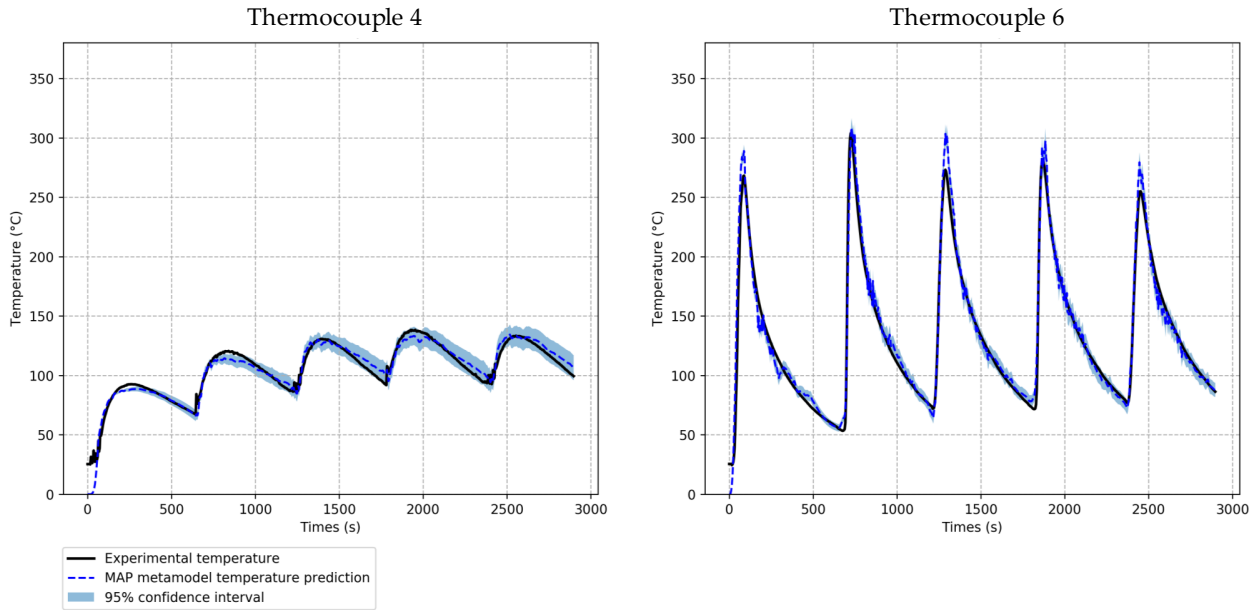 Thermocouple 4
350
300
250
200
150
100
50
0
Temperature (°C)
0 500 1000 1500 2000 2500 3000
Times (s)
Experimental temperature
MAP metamodel temperature prediction
95% confidence interval
Thermocouple 6
350
300
250
200
150
100
50
0
Temperature (°C)
0 500 1000 1500 2000 2500 3000
Times (s)